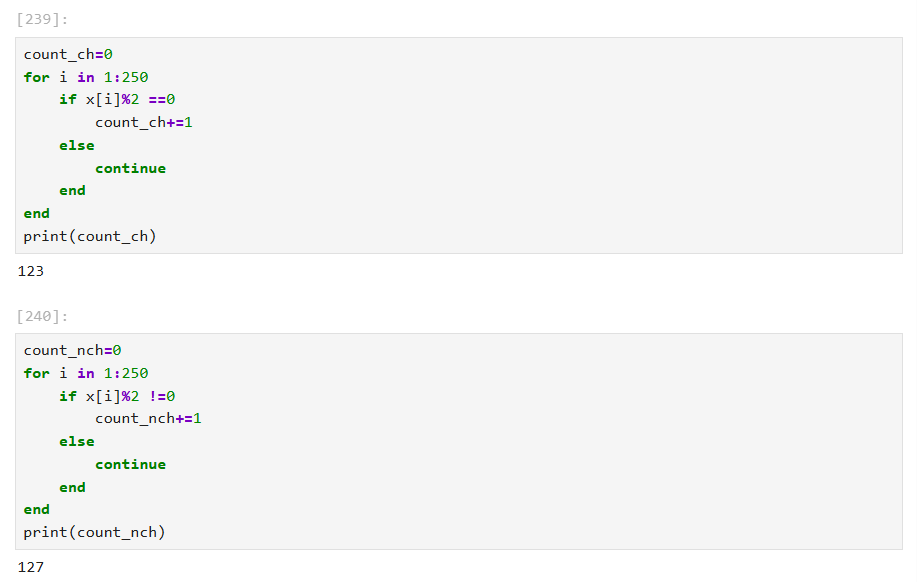 [239]:
count_ch=0
for i in 1:250
    if x[i]%2 ==0
        count_ch+=1
    else
        continue
    end
end
print(count_ch)
123
[240]:
count_nch=0
for i in 1:250
    if x[i]%2 !=0
        count_nch+=1
    else
        continue
    end
end
print(count_nch)
127